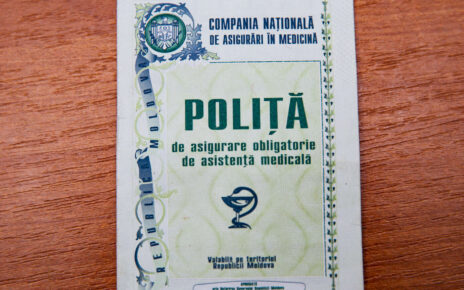 COMPANIA NAȚIONALĂ
DE ASIGURĂRI ÎN MEDICINĂ
REPUBLICA MOLDOVA
POLIȚĂ
de asigurare obligatorie
de asistență medicală
Valabilă pe teritoriul
Republicii Moldova